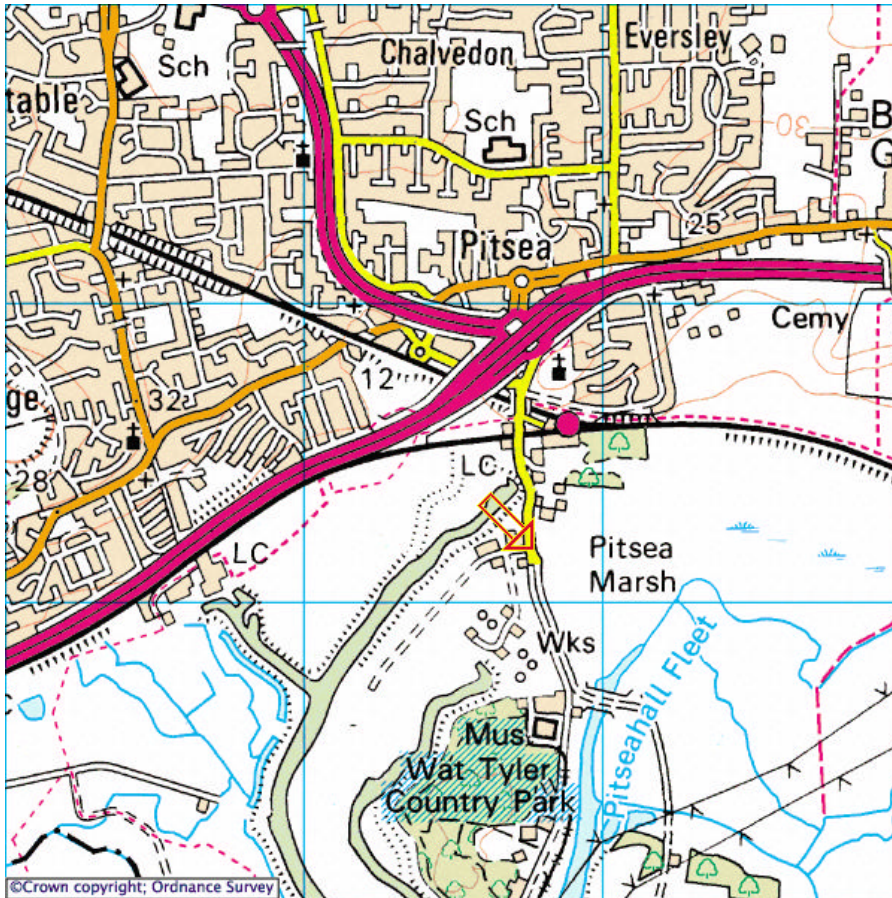 Sch
Chalvedon
Eversley
table
Sch
30
B
G
Pitsea
25
Cemy
ge
32
12
28
LC
LC
Pitsea
Marsh
Wks
Pitseahall Fleet
Mus
Wat Tyler
Country Park
©Crown copyright; Ordnance Survey